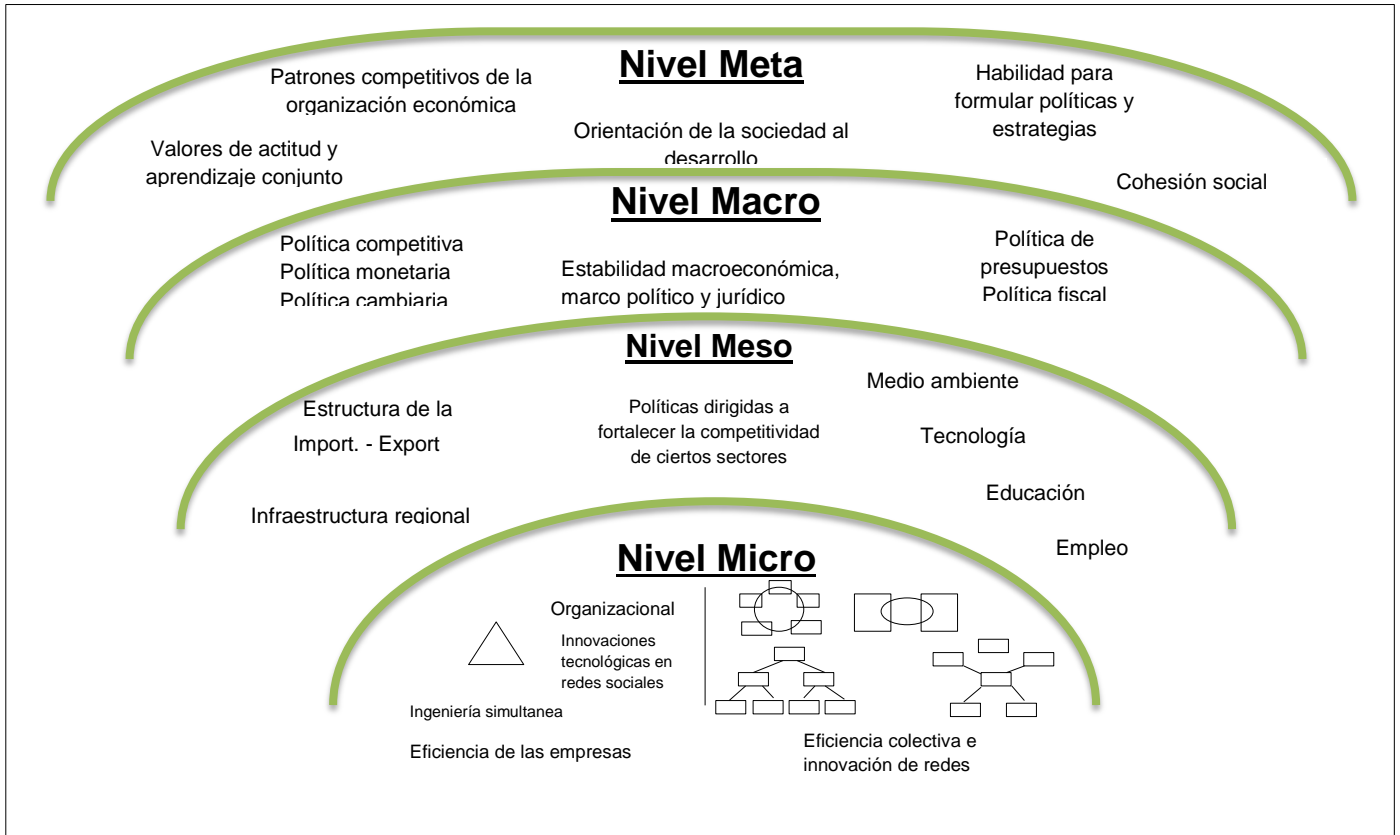 Nivel Meta
Patrones competitivos de la
organización económica
Habilidad para
formular políticas y
estrategias
Orientación de la sociedad al
desarrollo
Valores de actitud y
aprendizaje conjunto
Cohesión social
Nivel Macro
Política competitiva
Política monetaria
Política cambiaria
Estabilidad macroeconómica,
marco político y jurídico
Política de
presupuestos
Política fiscal
Nivel Meso
Medio ambiente
Estructura de la
Import. - Export
Políticas dirigidas a
fortalecer la competitividad
de ciertos sectores
Tecnología
Educación
Infraestructura regional
Empleo
Nivel Micro
Organizacional
Innovaciones
tecnológicas en
redes sociales
Ingeniería simultanea
Eficiencia de las empresas
Eficiencia colectiva e
innovación de redes